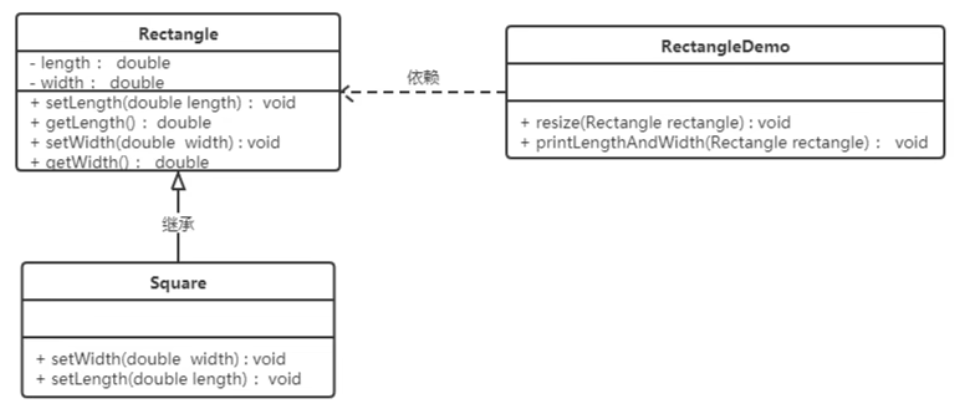 Rectangle
- length： double
- width： double
+ setLength(double length)： void
+ getLength()： double
+ setWidth(double width) : void
+ getWidth()： double
依赖
RectangleDemo
+ resize(Rectangle rectangle) : void
+ printLengthAndWidth(Rectangle rectangle)： void
继承
Square
+ setWidth(double width) : void
+ setLength(double length)： void